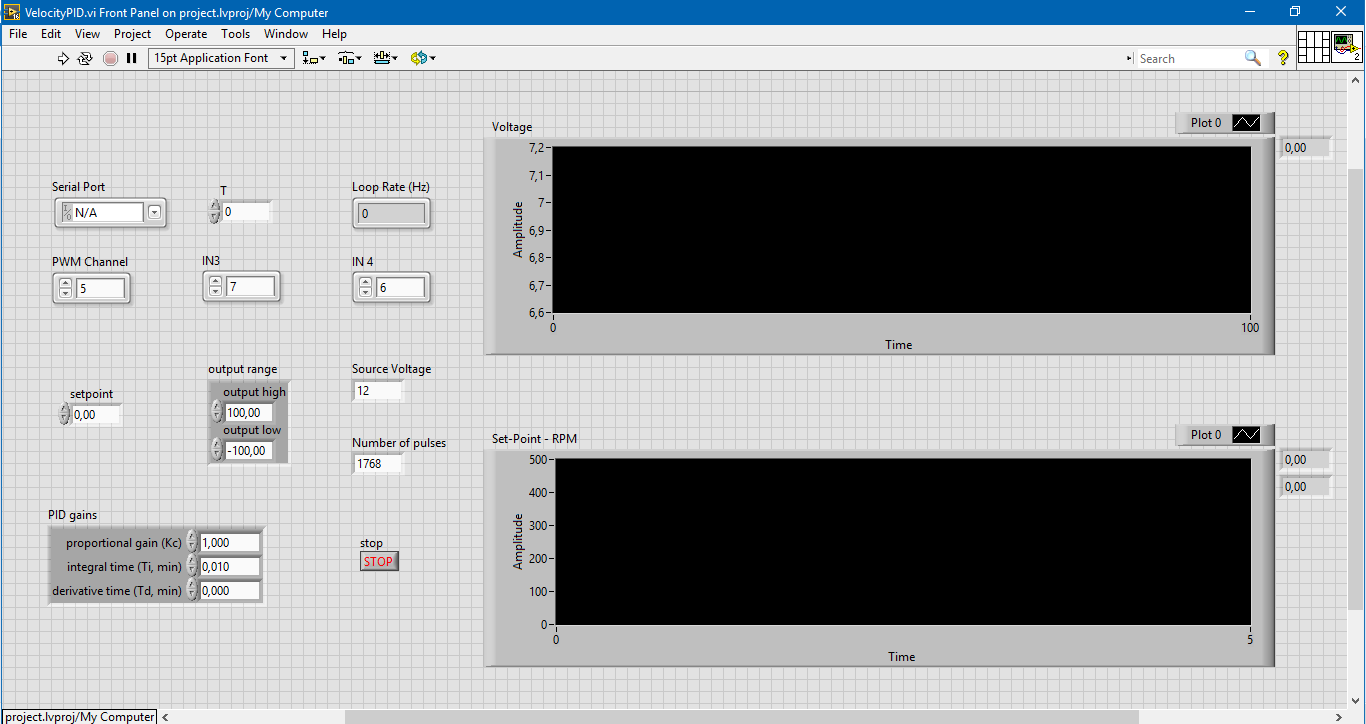 VelocityPID.vi Front Panel on project.lvproj/My Computer
File Edit View Project Operate Tools Window Help
15pt Application Font
Search
2
Serial Port
N/A
T
0
Loop Rate (Hz)
0
PWM Channel
5
IN3
7
IN 4
6
setpoint
0,00
output range
output high
100,00
output low
-100,00
Source Voltage
12
Number of pulses
1768
PID gains
proportional gain (Kc) 1,000
integral time (Ti, min) 0,010
derivative time (Td, min) 0,000
stop
STOP
Voltage
Plot 0
0,00
Amplitude
7,2
7,1
7
6,9
6,8
6,7
6,6
0 100
Time
Set-Point - RPM
Plot 0
0,00
0,00
Amplitude
500
400
300
200
100
0
0 5
Time
project.lvproj/My Computer